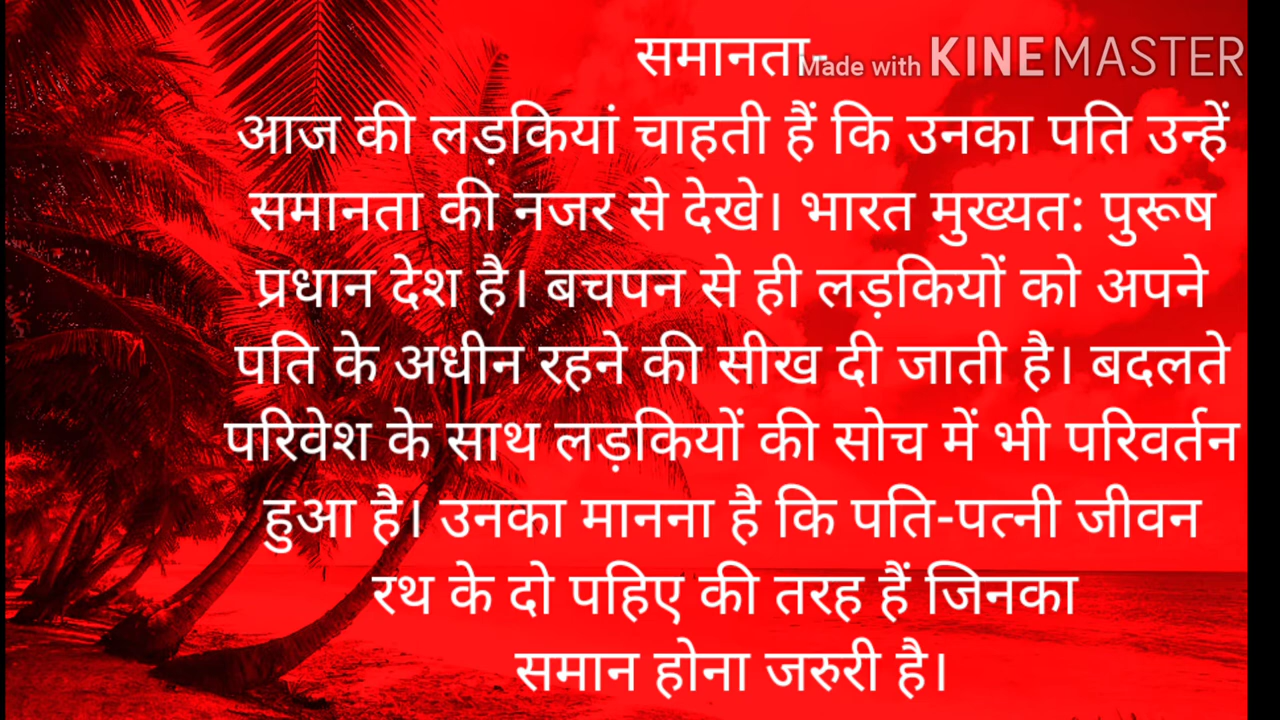 समानता-
Made with KINEMASTER
आज की लड़कियां चाहती हैं कि उनका पति उन्हें
समानता की नजर से देखे। भारत मुख्यत: पुरूष
प्रधान देश है। बचपन से ही लड़कियों को अपने
पति के अधीन रहने की सीख दी जाती है। बदलते
परिवेश के साथ लड़कियों की सोच में भी परिवर्तन
हुआ है। उनका मानना है कि पति-पत्नी जीवन
रथ के दो पहिए की तरह हैं जिनका
समान होना जरुरी है।